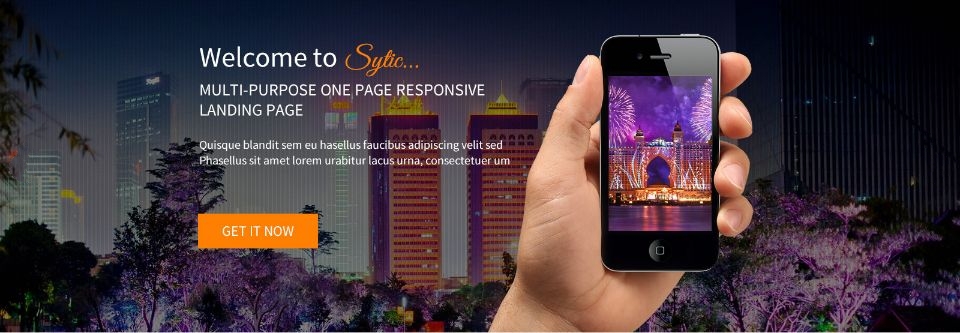 Welcome to Sytic...
MULTI-PURPOSE ONE PAGE RESPONSIVE
LANDING PAGE
Quisque blandit sem eu hasellus faucibus adipiscing velit sed
Phasellus sit amet lorem urabitur lacus urna, consectetuer um
GET IT NOW